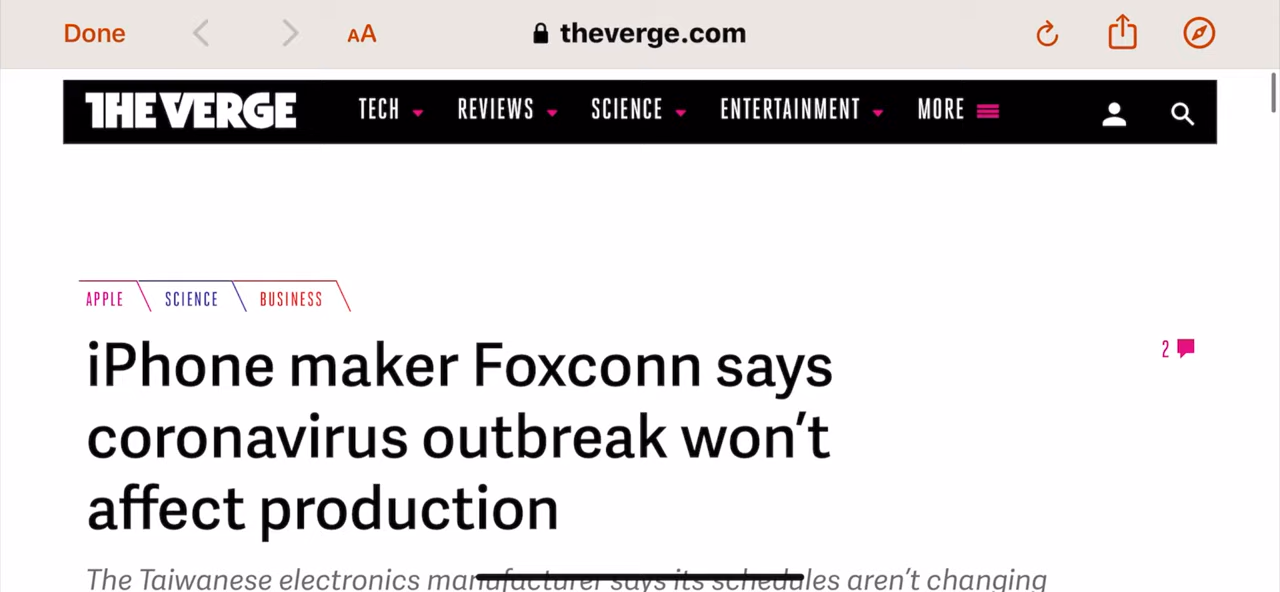 Done AA theverge.com
THE VERGE TECH REVIEWS SCIENCE ENTERTAINMENT MORE
APPLE SCIENCE BUSINESS
iPhone maker Foxconn says
2
coronavirus outbreak won’t
affect production
The Taiwanese electronics manufacturer says its schedules aren’t changing